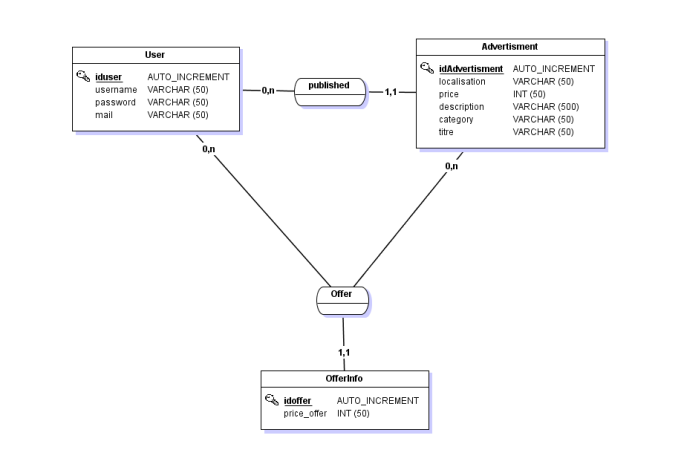 User
iduser AUTO_INCREMENT
username VARCHAR (50)
password VARCHAR (50)
mail VARCHAR (50)
0,n
published
1,1
Advertisment
idAdvertisment AUTO_INCREMENT
localisation VARCHAR (50)
price INT (50)
description VARCHAR (500)
category VARCHAR (50)
titre VARCHAR (50)
0,n
0,n
Offer
1,1
OfferInfo
idoffer AUTO_INCREMENT
price_offer INT (50)